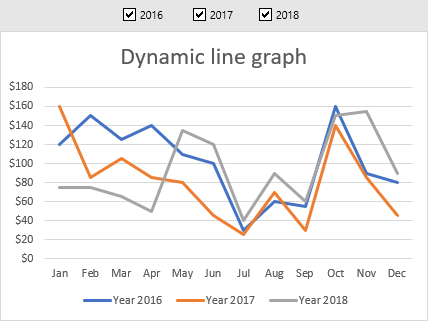 2016 2017 2018
Dynamic line graph
$180
$160
$140
$120
$100
$80
$60
$40
$20
$0
Jan Feb Mar Apr May Jun Jul Aug Sep Oct Nov Dec
Year 2016 Year 2017 Year 2018